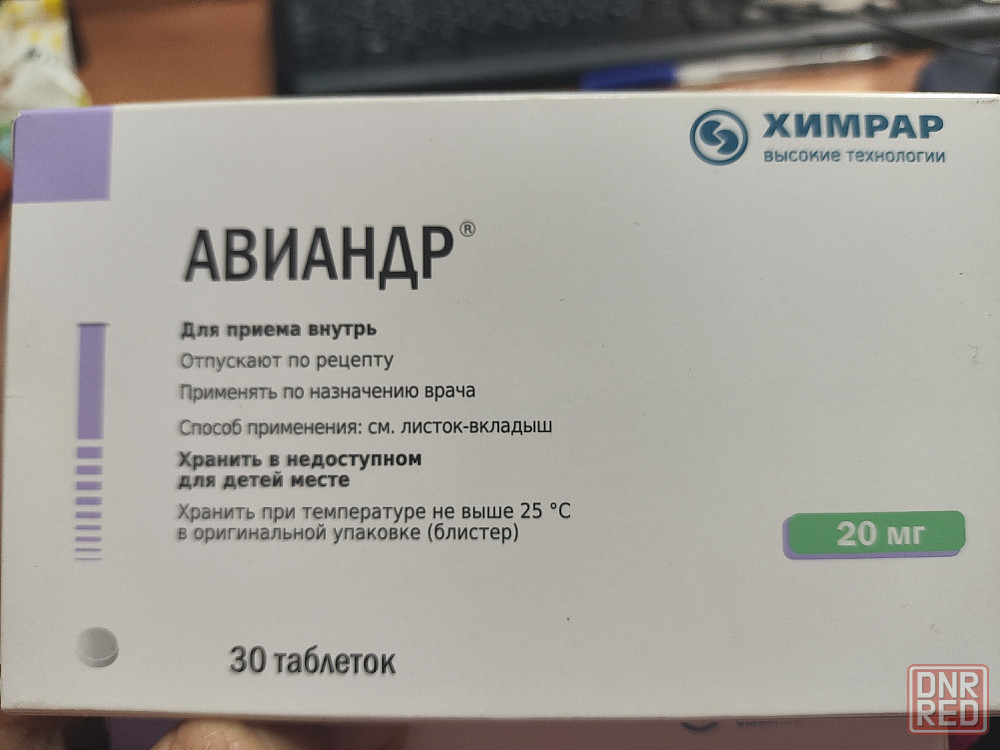 ХИМРАР
ВЫСОКИЕ ТЕХНОЛОГИИ
АВИАНДР®
Для приема внутрь
Отпускают по рецепту
Применять по назначению врача
Способ применения: см. листок-вкладыш
Хранить в недоступном
для детей месте
Хранить при температуре не выше 25 °C
в оригинальной упаковке (блистер)
20 мг
30 таблеток
DNR
RED